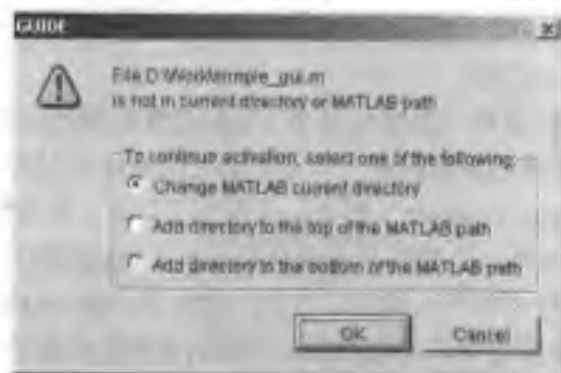 GUIDE
File D:\Work\simple_gui.m
is not in current directory or MATLAB path
To continue activation, select one of the following:
Change MATLAB current directory
Add directory to the top of the MATLAB path
Add directory to the bottom of the MATLAB path
OK
Cancel